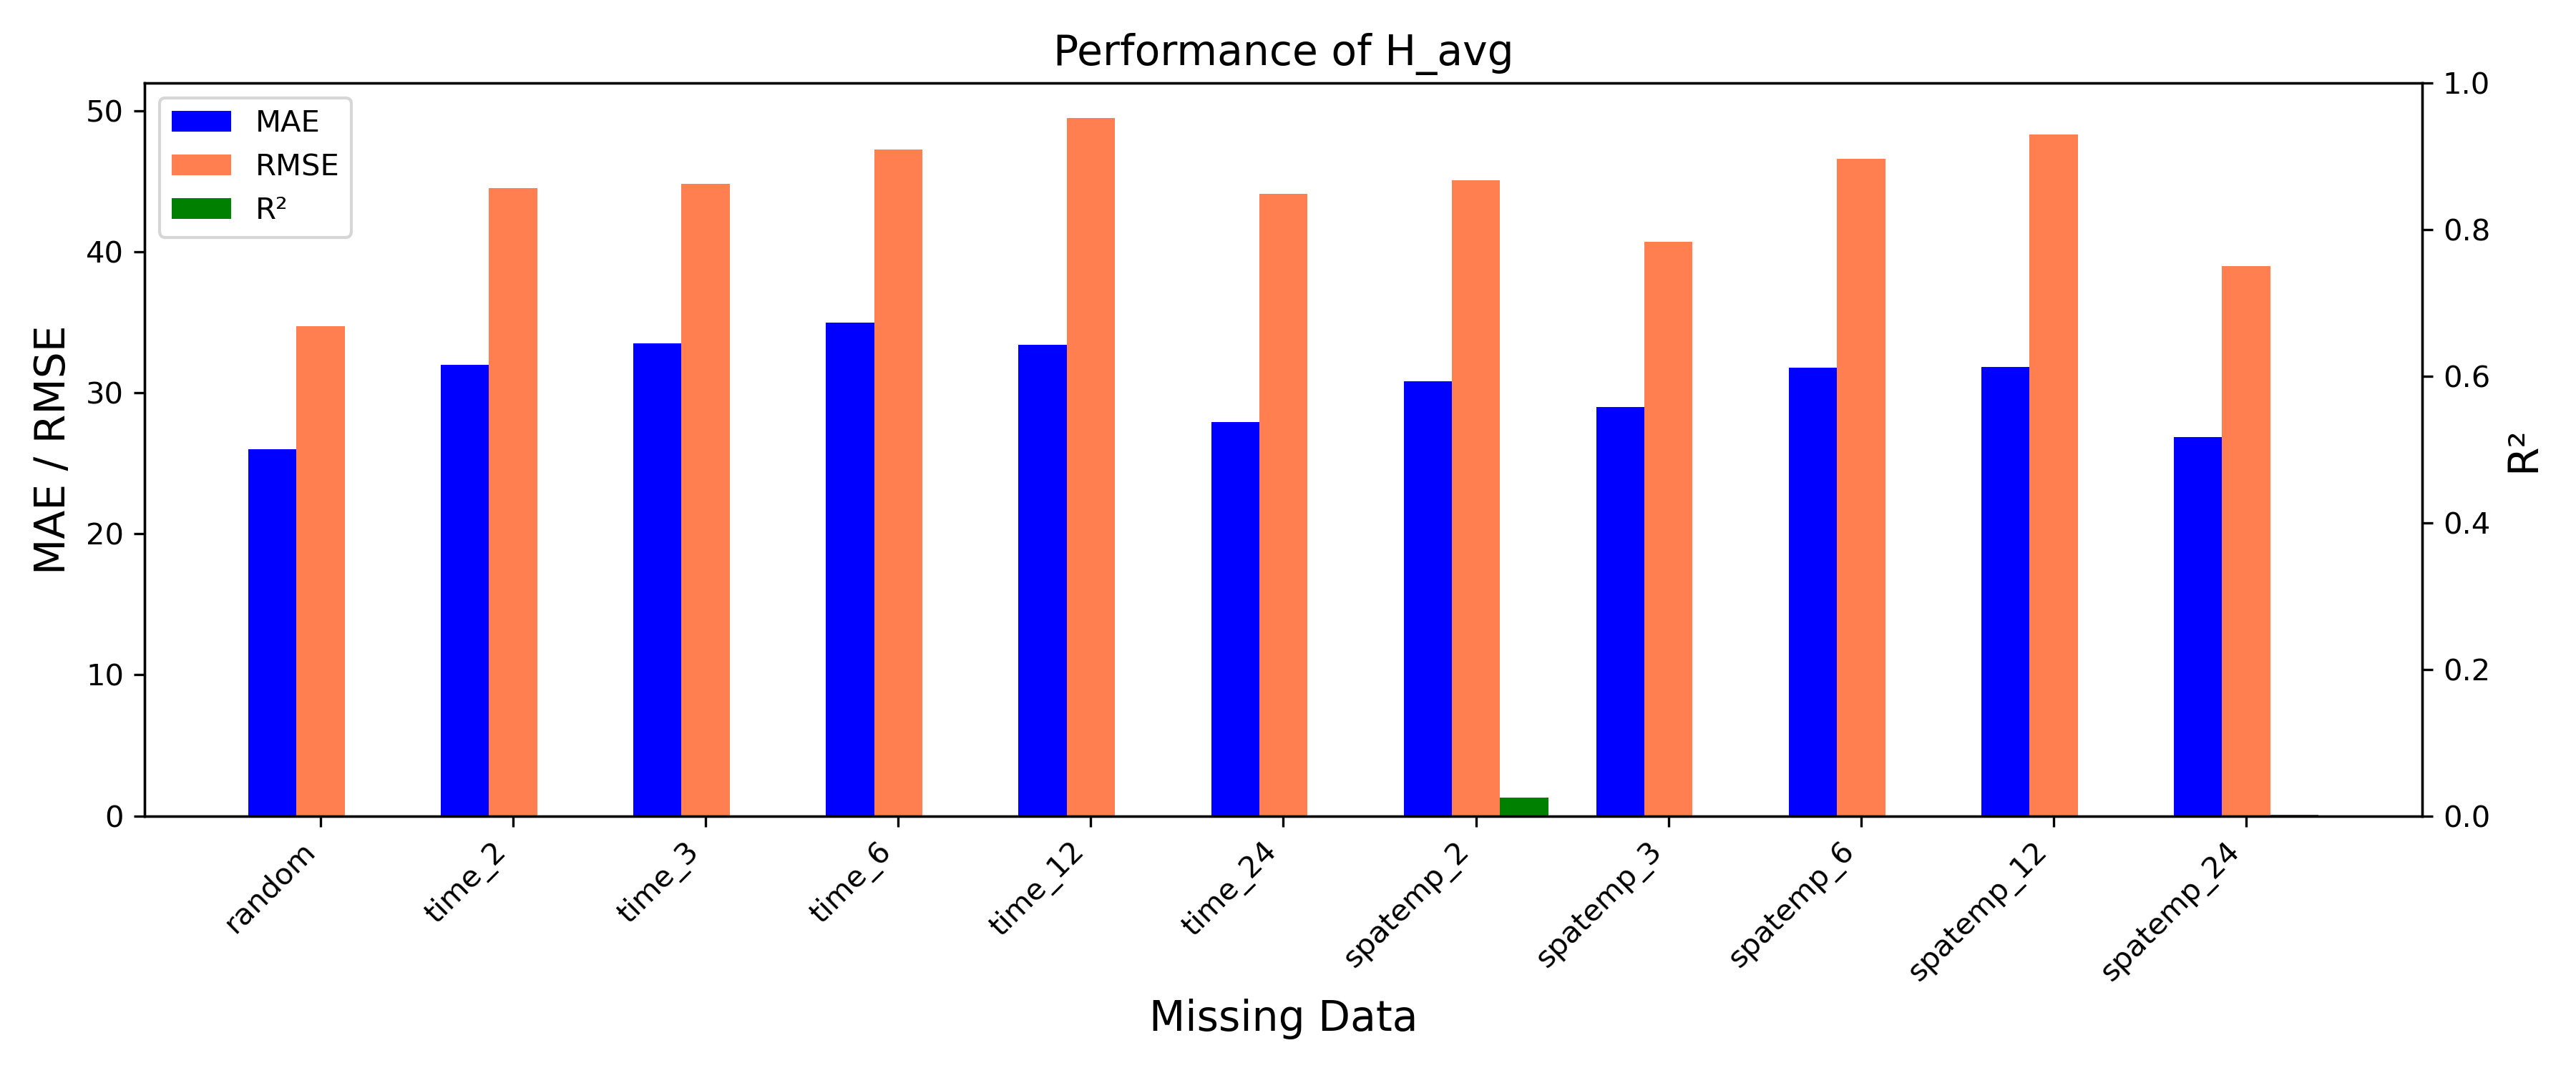 Performance of H_avg
MAE
RMSE
R²
MAE / RMSE
50
40
30
20
10
0
1.0
0.8
0.6
0.4
0.2
0.0
R²
random
time_2
time_3
time_6
time_12
time_24
spatemp_2
spatemp_3
spatemp_6
spatemp_12
spatemp_24
Missing Data